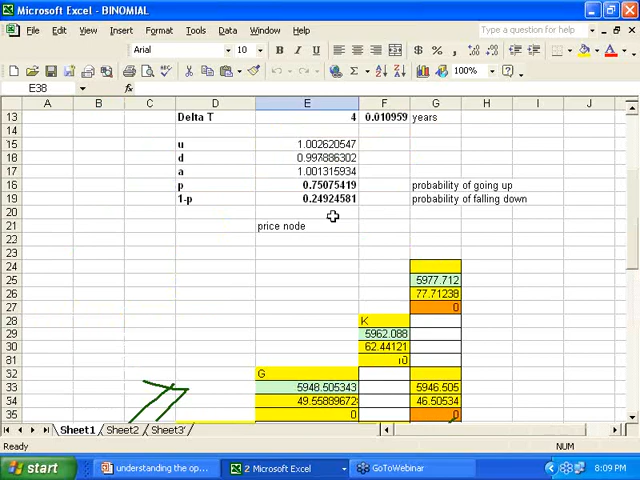 Microsoft Excel - BINOMIAL
File Edit View Insert Format Tools Data Window Help
Type a question for help
Arial 10 B I U $ %
100%
E38 fx
A B C D E F G H I J
13 Delta T 4 0.010959 years
14
15 u 1.002620547
16 d 0.997886302
17 a 1.001315934
18 p 0.75075419 probability of going up
19 1-p 0.24924581 probability of falling down
20
21 price node
22
23
24
25 5977.712
26 77.71238
27 0
28 K
29 5962.088
30 62.44121
31
32 G
33 5948.505343 5946.505
34 49.55889672 46.50534
35 0 0
Sheet1 Sheet2 Sheet3
Ready NUM
start understanding the op... 2 Microsoft Excel GoToWebinar 8:09 PM